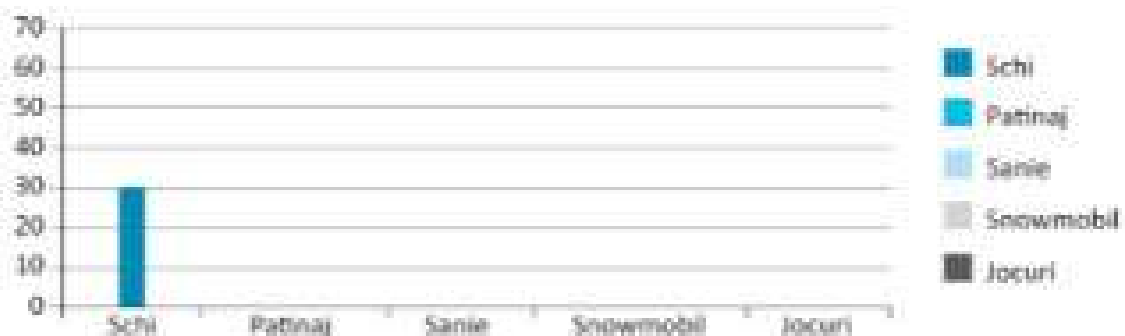 70
60
50
40
30
20
10
0
Schi Patinaj Sanie Snowmobil Jocuri
Schi
Patinaj
Sanie
Snowmobil
Jocuri